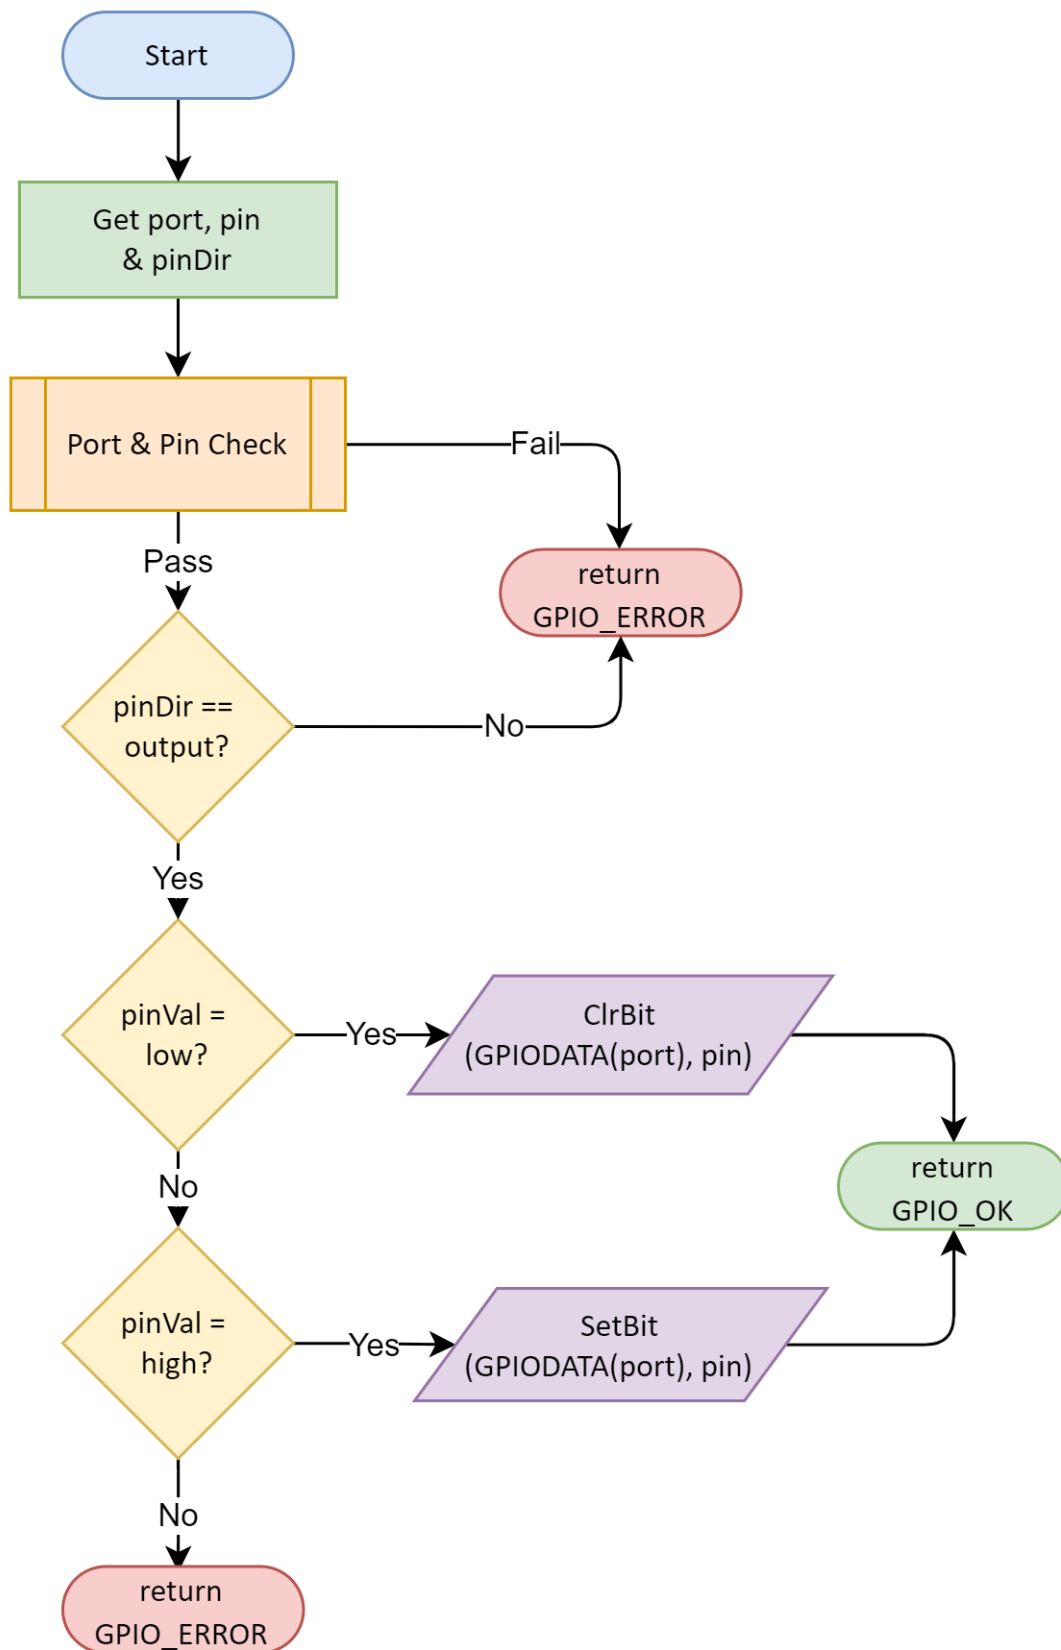 Start
Get port, pin
& pinDir
Port & Pin Check
Fail
Pass
return
GPIO_ERROR
pinDir ==
output?
No
Yes
pinVal =
low?
Yes
ClrBit
(GPIODATA(port), pin)
return
GPIO_OK
No
pinVal =
high?
Yes
SetBit
(GPIODATA(port), pin)
No
return
GPIO_ERROR